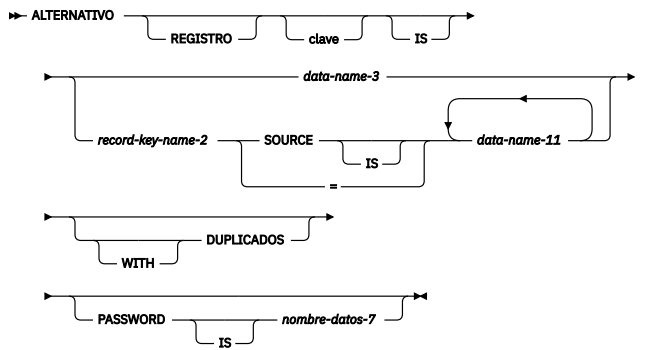 ALTERNATIVO
REGISTRO clave IS
data-name-3
record-key-name-2 SOURCE data-name-11
IS
=
DUPLICADOS
WITH
PASSWORD nombre-datos-7
IS